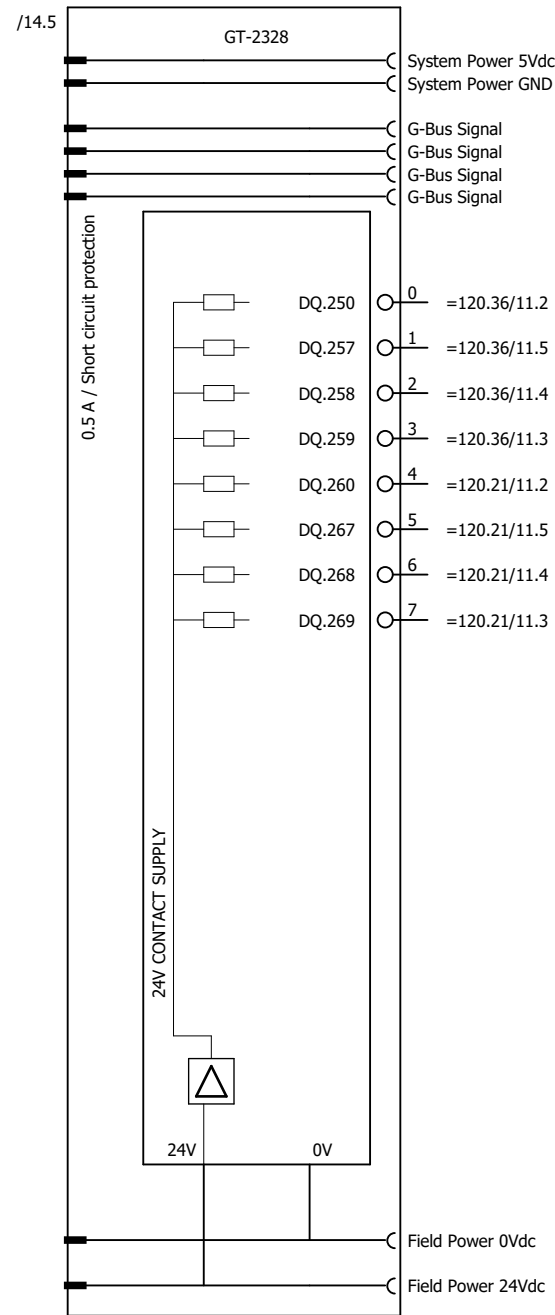 /14.5
GT-2328
System Power 5Vdc
System Power GND
G-Bus Signal
G-Bus Signal
G-Bus Signal
G-Bus Signal
0.5 A / Short circuit protection
DQ.250 0 =120.36/11.2
DQ.257 1 =120.36/11.5
DQ.258 2 =120.36/11.4
DQ.259 3 =120.36/11.3
DQ.260 4 =120.21/11.2
DQ.267 5 =120.21/11.5
DQ.268 6 =120.21/11.4
DQ.269 7 =120.21/11.3
24V CONTACT SUPPLY
24V 0V
Field Power 0Vdc
Field Power 24Vdc